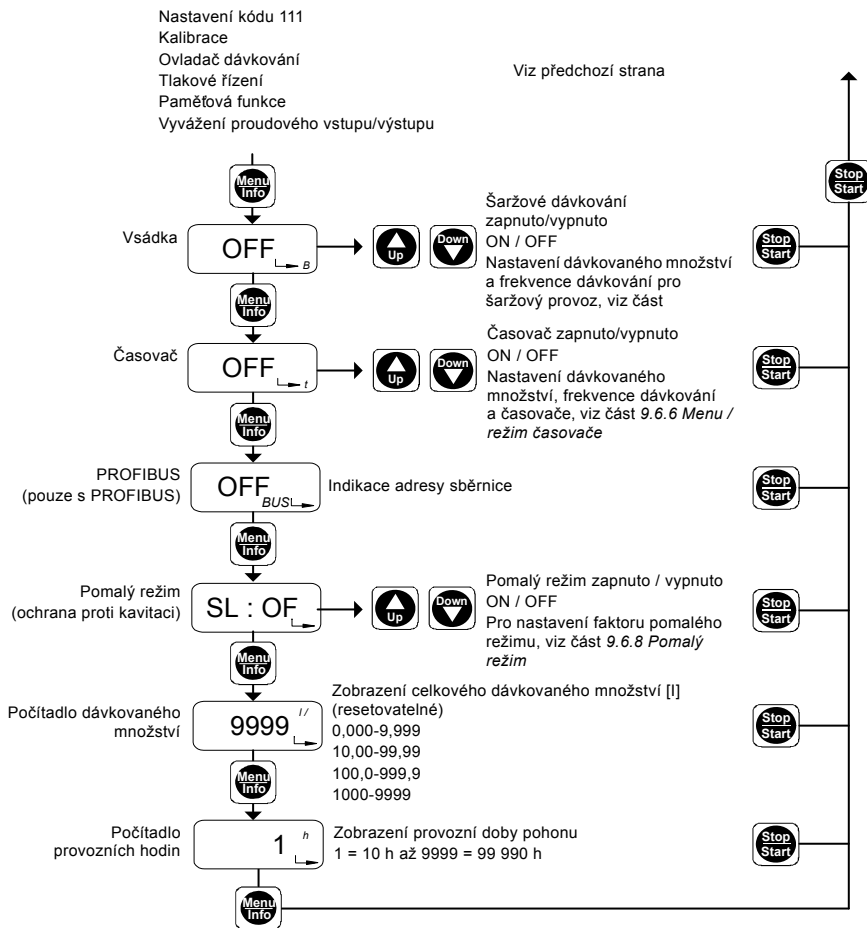 Nastavení kódu 111
Kalibrace
Ovladač dávkování
Tlakové řízení
Paměťová funkce
Vyvážení proudového vstupu/výstupu
Viz předchozí strana
Stop
Start
Menu
Info
Vsádka
OFF
B
Up
Down
Šaržové dávkování
zapnuto/vypnuto
ON / OFF
Nastavení dávkovaného množství
a frekvence dávkování pro
šaržový provoz, viz část
Stop
Start
Menu
Info
Časovač
OFF
t
Up
Down
Časovač zapnuto/vypnuto
ON / OFF
Nastavení dávkovaného
množství, frekvence dávkování
a časovače, viz část 9.6.6 Menu /
režim časovače
Stop
Start
Menu
Info
PROFIBUS
(pouze s PROFIBUS)
OFF
BUS
Indikace adresy sběrnice
Stop
Start
Menu
Info
Pomalý režim
(ochrana proti kavitaci)
SL : OF
Up
Down
Pomalý režim zapnuto / vypnuto
ON / OFF
Pro nastavení faktoru pomalého
režimu, viz část 9.6.8 Pomalý
režim
Stop
Start
Menu
Info
Počítadlo dávkovaného
množství
9999
l/
Zobrazení celkového dávkovaného množství [l]
(resetovatelné)
0,000-9,999
10,00-99,99
100,0-999,9
1000-9999
Stop
Start
Menu
Info
Počítadlo
provozních hodin
1
h
Zobrazení provozní doby pohonu
1 = 10 h až 9999 = 99 990 h
Stop
Start
Menu
Info